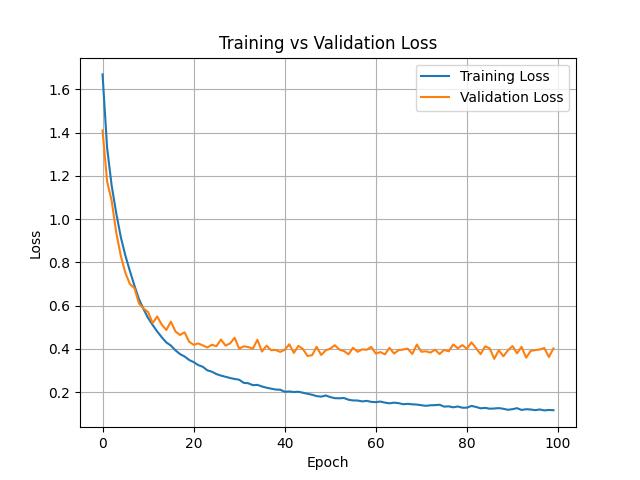 Training vs Validation Loss
Training Loss
Validation Loss
1.6
1.4
1.2
1.0
0.8
0.6
0.4
0.2
Loss
0 20 40 60 80 100
Epoch